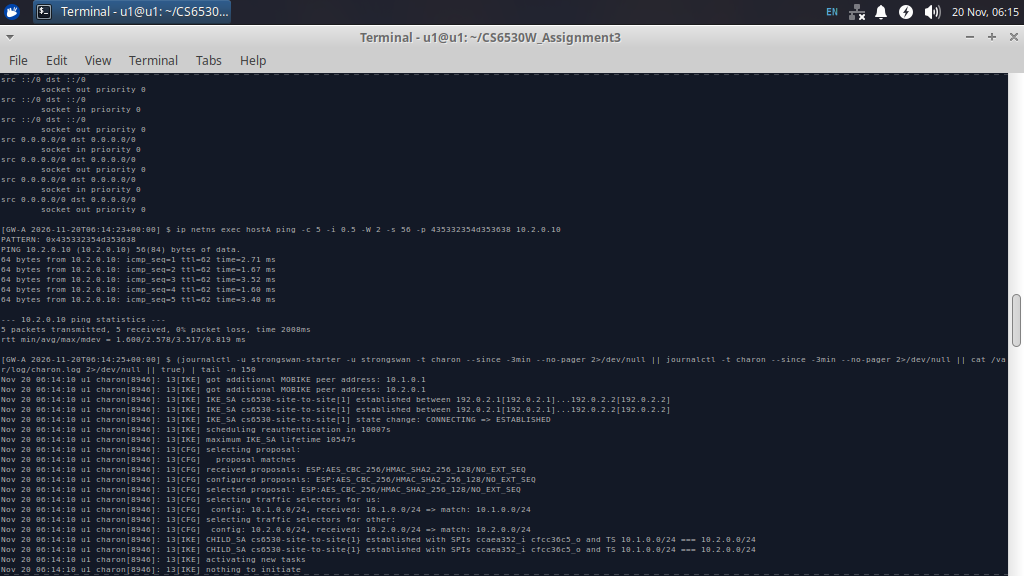 Terminal - u1@u1: ~/CS6530...
EN
20 Nov, 06:15
Terminal - u1@u1: ~/CS6530W_Assignment3
File Edit View Terminal Tabs Help
src ::/0 dst ::/0
socket out priority 0
src ::/0 dst ::/0
socket in priority 0
src ::/0 dst ::/0
socket out priority 0
src 0.0.0.0/0 dst 0.0.0.0/0
socket in priority 0
src 0.0.0.0/0 dst 0.0.0.0/0
socket out priority 0
src 0.0.0.0/0 dst 0.0.0.0/0
socket in priority 0
src 0.0.0.0/0 dst 0.0.0.0/0
socket out priority 0
[GW-A 2026-11-20T06:14:23+00:00] $ ip netns exec hostA ping -c 5 -i 0.5 -W 2 -s 56 -p 435332354d353638 10.2.0.10
PATTERN: 0x435332354d353638
PING 10.2.0.10 (10.2.0.10) 56(84) bytes of data.
64 bytes from 10.2.0.10: icmp_seq=1 ttl=62 time=2.71 ms
64 bytes from 10.2.0.10: icmp_seq=2 ttl=62 time=1.67 ms
64 bytes from 10.2.0.10: icmp_seq=3 ttl=62 time=3.52 ms
64 bytes from 10.2.0.10: icmp_seq=4 ttl=62 time=1.60 ms
64 bytes from 10.2.0.10: icmp_seq=5 ttl=62 time=3.40 ms
--- 10.2.0.10 ping statistics ---
5 packets transmitted, 5 received, 0% packet loss, time 2008ms
rtt min/avg/max/mdev = 1.600/2.578/3.517/0.819 ms
[GW-A 2026-11-20T06:14:25+00:00] $ (journalctl -u strongswan-starter -u strongswan -t charon --since -3min --no-pager 2>/dev/null || journalctl -t charon --since -3min --no-pager 2>/dev/null || cat /va
r/log/charon.log 2>/dev/null || true) | tail -n 150
Nov 20 06:14:10 u1 charon[8946]: 13[IKE] got additional MOBIKE peer address: 10.1.0.1
Nov 20 06:14:10 u1 charon[8946]: 13[IKE] got additional MOBIKE peer address: 10.2.0.1
Nov 20 06:14:10 u1 charon[8946]: 13[IKE] IKE_SA cs6530-site-to-site[1] established between 192.0.2.1[192.0.2.1]...192.0.2.2[192.0.2.2]
Nov 20 06:14:10 u1 charon[8946]: 13[IKE] IKE_SA cs6530-site-to-site[1] established between 192.0.2.1[192.0.2.1]...192.0.2.2[192.0.2.2]
Nov 20 06:14:10 u1 charon[8946]: 13[IKE] IKE_SA cs6530-site-to-site[1] state change: CONNECTING => ESTABLISHED
Nov 20 06:14:10 u1 charon[8946]: 13[IKE] scheduling reauthentication in 10007s
Nov 20 06:14:10 u1 charon[8946]: 13[IKE] maximum IKE_SA lifetime 10547s
Nov 20 06:14:10 u1 charon[8946]: 13[CFG] selecting proposal:
Nov 20 06:14:10 u1 charon[8946]: 13[CFG]   proposal matches
Nov 20 06:14:10 u1 charon[8946]: 13[CFG] received proposals: ESP:AES_CBC_256/HMAC_SHA2_256_128/NO_EXT_SEQ
Nov 20 06:14:10 u1 charon[8946]: 13[CFG] configured proposals: ESP:AES_CBC_256/HMAC_SHA2_256_128/NO_EXT_SEQ
Nov 20 06:14:10 u1 charon[8946]: 13[CFG] selected proposal: ESP:AES_CBC_256/HMAC_SHA2_256_128/NO_EXT_SEQ
Nov 20 06:14:10 u1 charon[8946]: 13[CFG] selecting traffic selectors for us:
Nov 20 06:14:10 u1 charon[8946]: 13[CFG]  config: 10.1.0.0/24, received: 10.1.0.0/24 => match: 10.1.0.0/24
Nov 20 06:14:10 u1 charon[8946]: 13[CFG] selecting traffic selectors for other:
Nov 20 06:14:10 u1 charon[8946]: 13[CFG]  config: 10.2.0.0/24, received: 10.2.0.0/24 => match: 10.2.0.0/24
Nov 20 06:14:10 u1 charon[8946]: 13[IKE] CHILD_SA cs6530-site-to-site{1} established with SPIs ccaea352_i cfcc36c5_o and TS 10.1.0.0/24 === 10.2.0.0/24
Nov 20 06:14:10 u1 charon[8946]: 13[IKE] CHILD_SA cs6530-site-to-site{1} established with SPIs ccaea352_i cfcc36c5_o and TS 10.1.0.0/24 === 10.2.0.0/24
Nov 20 06:14:10 u1 charon[8946]: 13[IKE] activating new tasks
Nov 20 06:14:10 u1 charon[8946]: 13[IKE] nothing to initiate